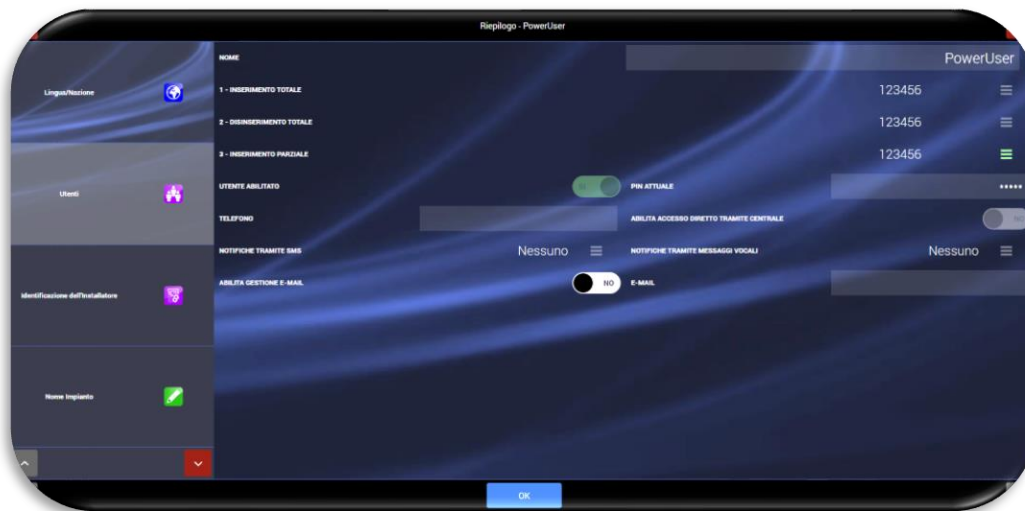 Riepilogo - PowerUser
Lingua/Nazione
Utenti
Identificazione dell'Installatore
Nome Impianto
NOME PowerUser
1 - INSERIMENTO TOTALE 123456
2 - DISINSERIMENTO TOTALE 123456
3 - INSERIMENTO PARZIALE 123456
UTENTE ABILITATO SI PIN ATTUALE •••••
TELEFONO ABILITA ACCESSO DIRETTO TRAMITE CENTRALE NO
NOTIFICHE TRAMITE SMS Nessuno NOTIFICHE TRAMITE MESSAGGI VOCALI Nessuno
ABILITA GESTIONE E-MAIL NO E-MAIL
OK